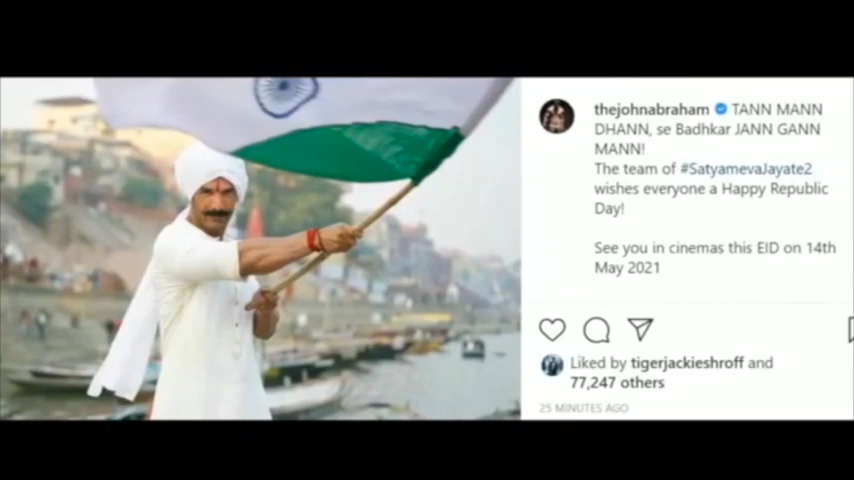 thejohnabraham TANN MANN
DHANN, se Badhkar JANN GANN
MANN!
The team of #SatyamevaJayate2
wishes everyone a Happy Republic
Day!
See you in cinemas this EID on 14th
May 2021
Liked by tigerjackieshroff and
77,247 others
25 MINUTES AGO